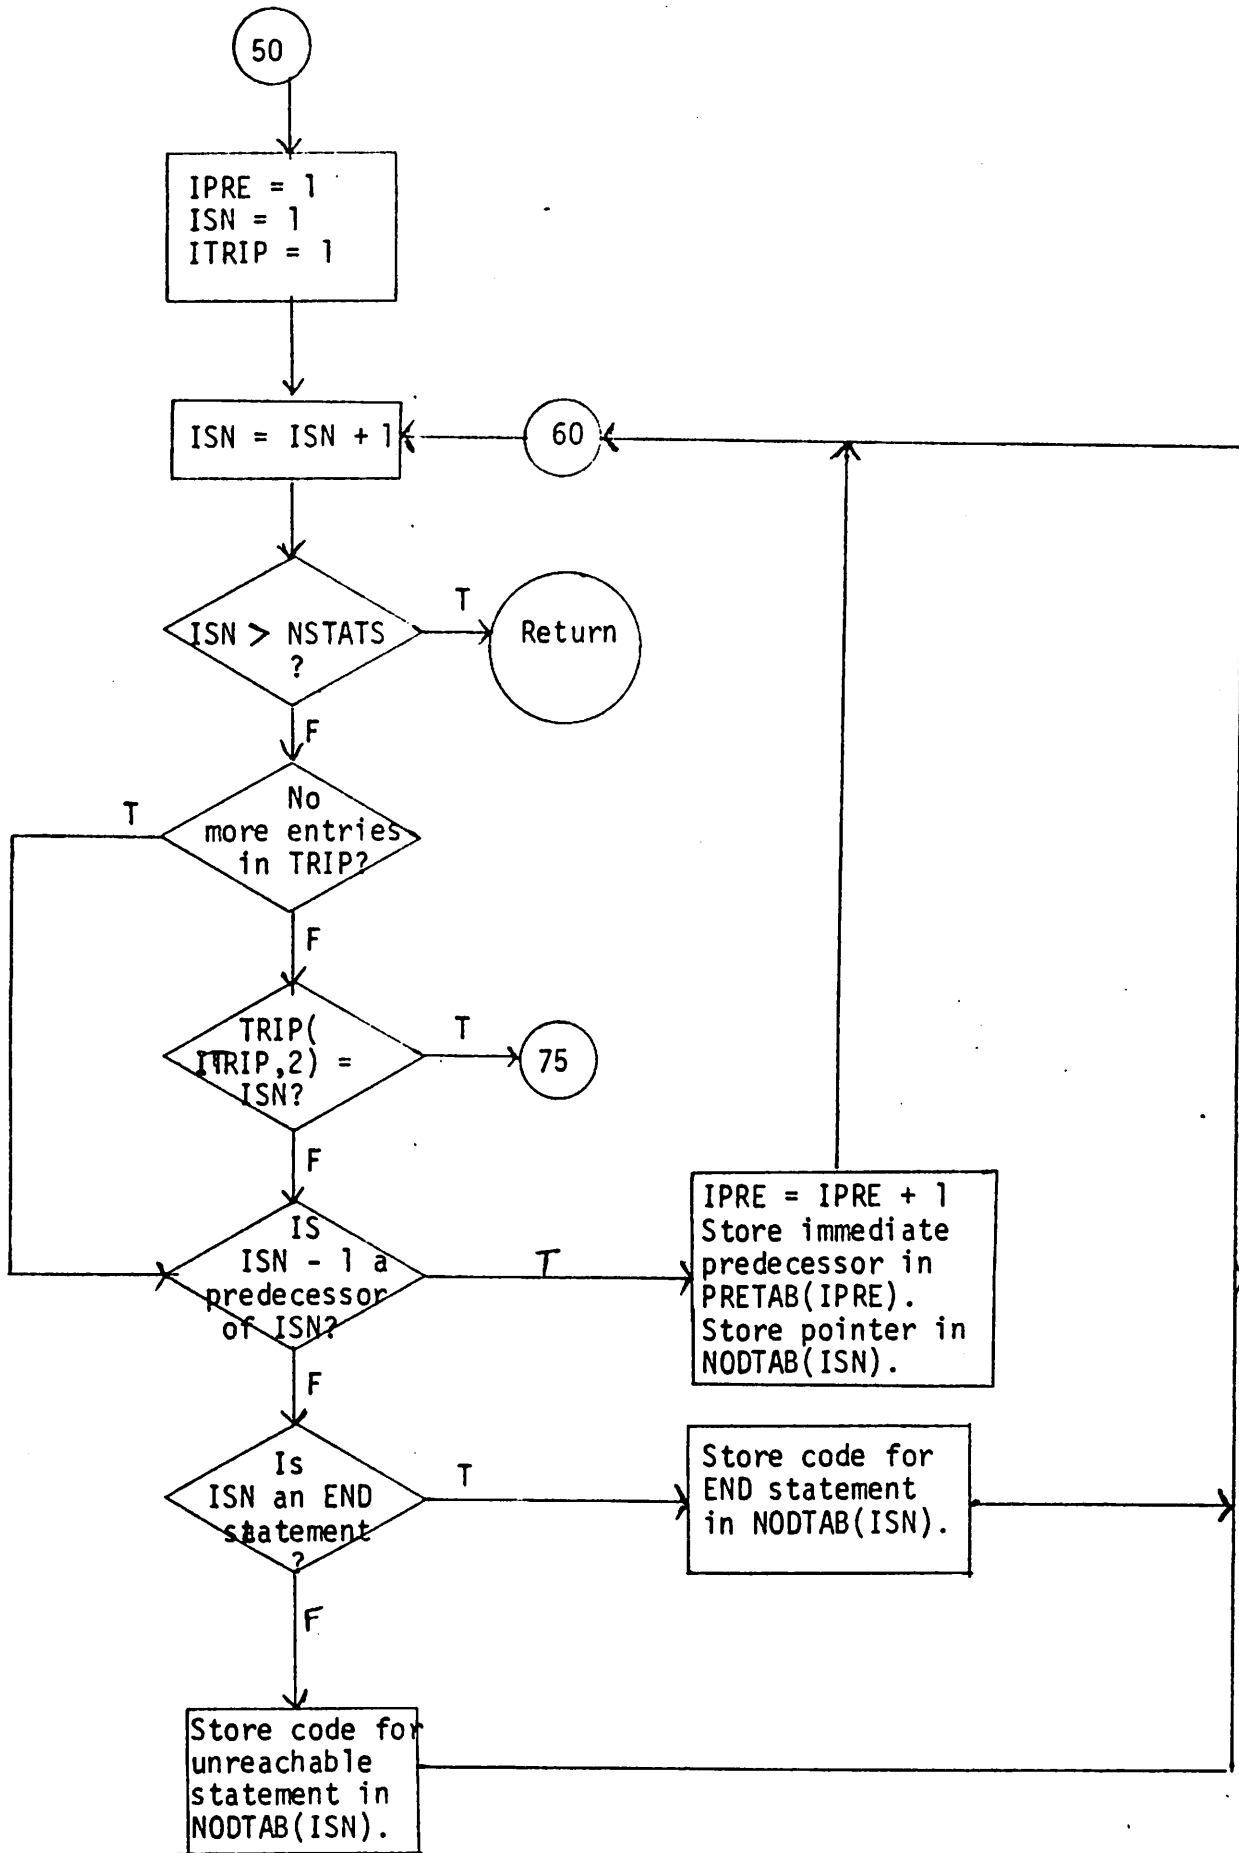 50
IPRE = 1
ISN = 1
ITRIP = 1
ISN = ISN + 1
60
ISN > NSTATS
?
T
Return
F
No
more entries
in TRIP?
T
F
TRIP(
ITRIP,2) =
ISN?
T
75
F
IS
ISN - 1 a
predecessor
of ISN?
T
IPRE = IPRE + 1
Store immediate
predecessor in
PRETAB(IPRE).
Store pointer in
NODTAB(ISN).
F
Is
ISN an END
statement
?
T
Store code for
END statement
in NODTAB(ISN).
F
Store code for
unreachable
statement in
NODTAB(ISN).